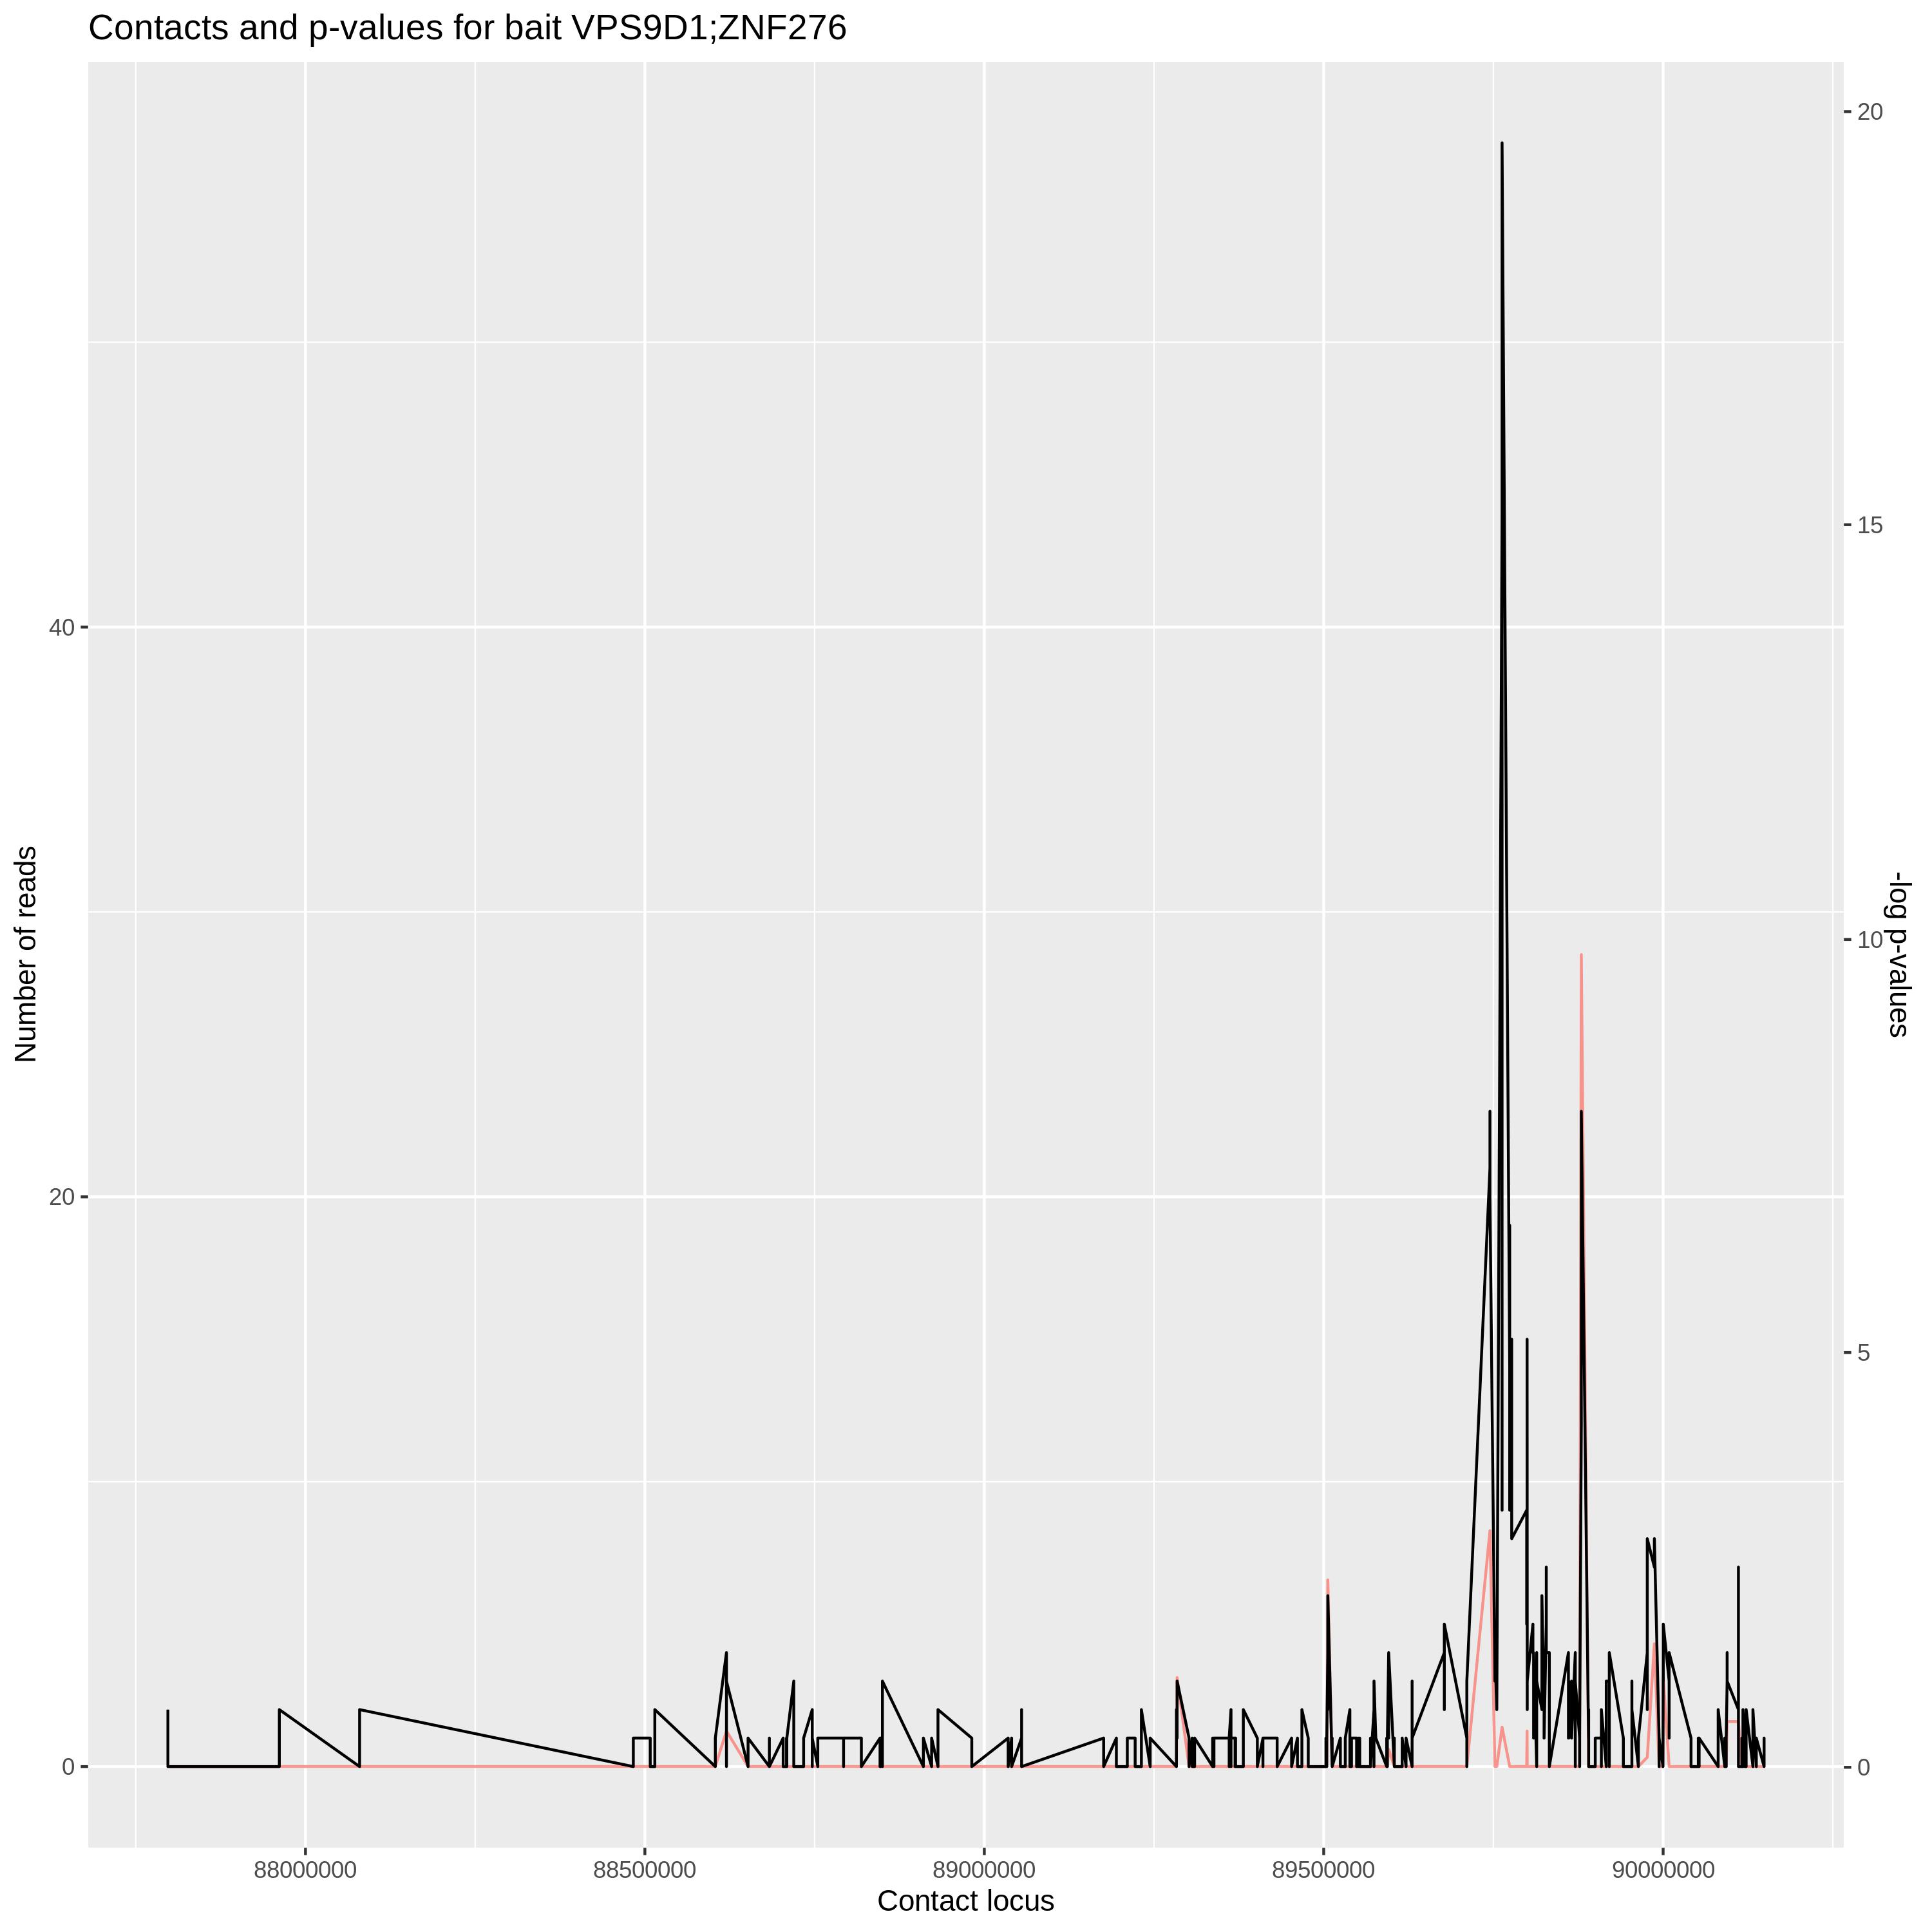 Contacts and p-values for bait VPS9D1;ZNF276
Number of reads
40
20
0
20
15
10
5
0
-log p-values
88000000 88500000 89000000 89500000 90000000
Contact locus